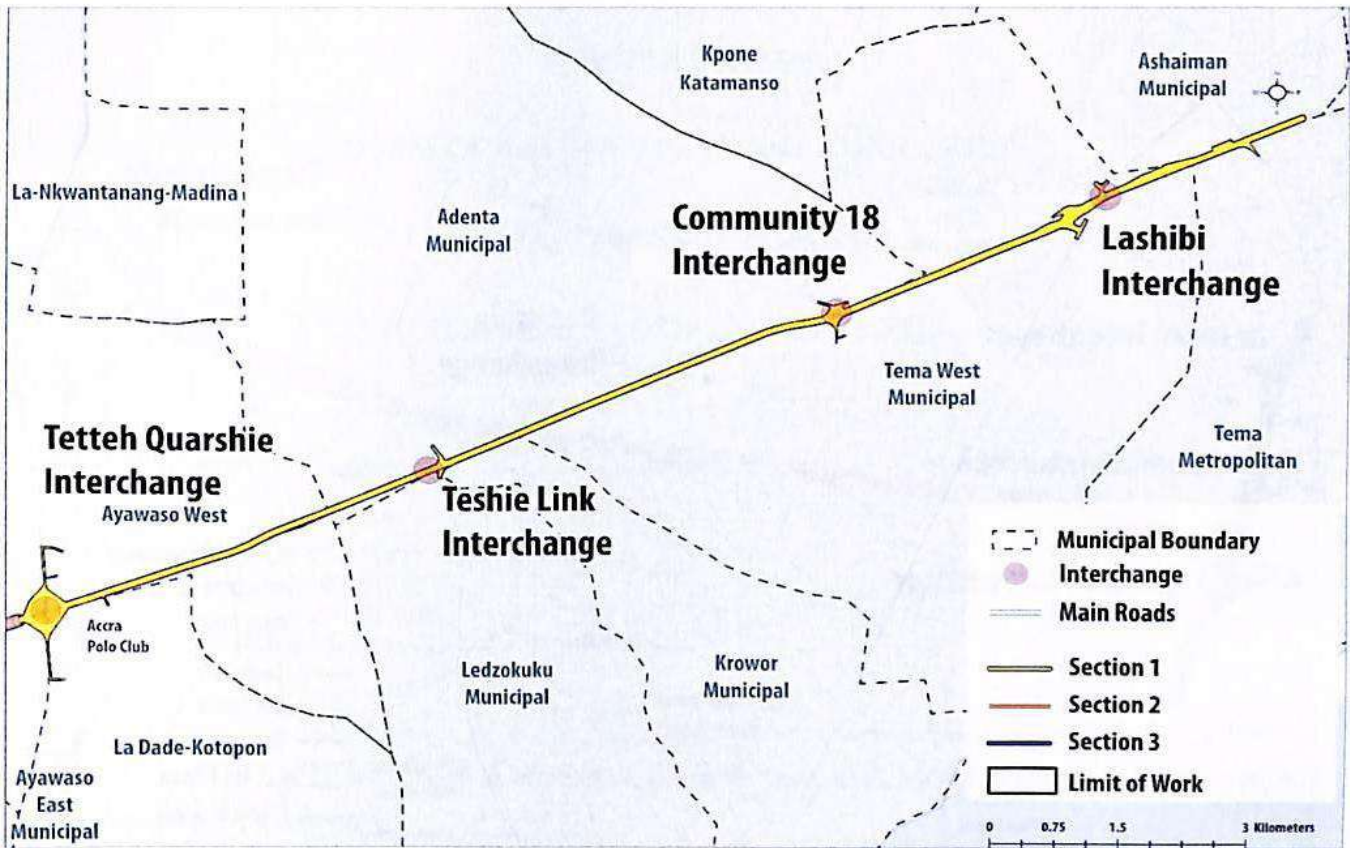 Kpone
Katamanso
Ashaiman
Municipal
La-Nkwantanang-Madina
Adenta
Municipal
Community 18
Interchange
Lashibi
Interchange
Tema West
Municipal
Tema
Metropolitan
Tetteh Quarshie
Interchange
Ayawaso West
Teshie Link
Interchange
Accra
Polo Club
Ledzokuku
Municipal
Krowor
Municipal
La Dade-Kotopon
Ayawaso
East
Municipal
Municipal Boundary
Interchange
Main Roads
Section 1
Section 2
Section 3
Limit of Work
0 0.75 1.5 3 Kilometers